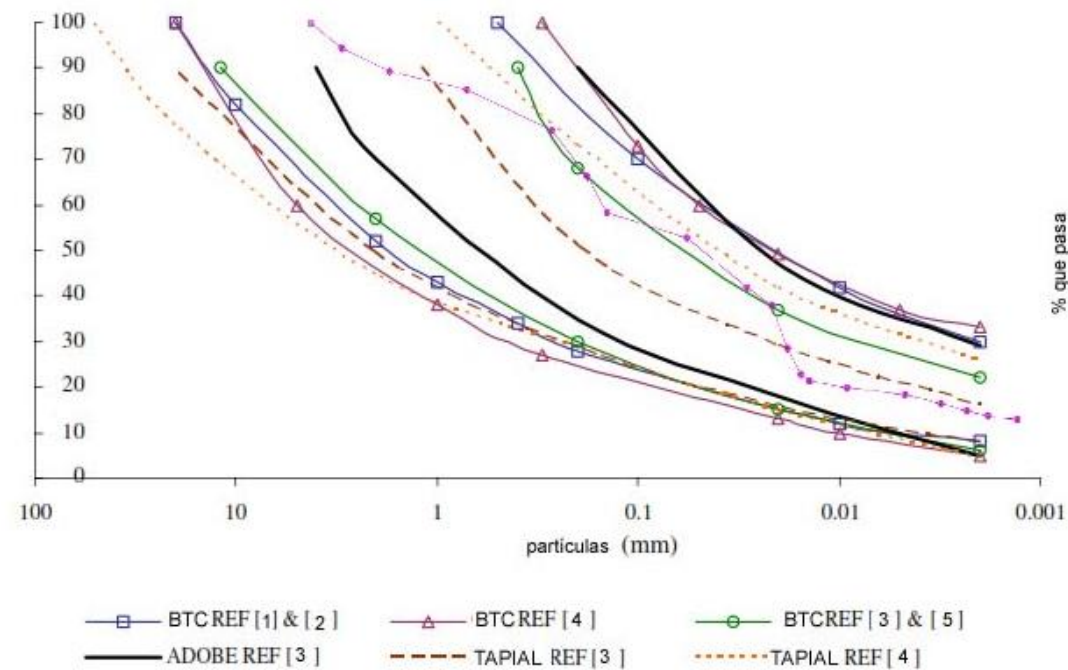 100
90
80
70
60
50
40
30
20
10
0
% que pasa
100 10 1 0.1 0.01 0.001
partículas (mm)
BTC REF [1] & [2] BTC REF [4] BTCREF [3] & [5]
ADOBE REF [3] TAPIAL REF [3] TAPIAL REF [4]